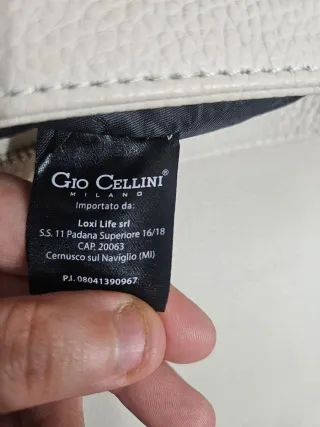 GIO CELLINI
MILANO
Importato da:
Loxi Life srl
S.S. 11 Padana Superiore 16/18
CAP. 20063
Cernusco sul Naviglio (MI)
P.I. 08041390967